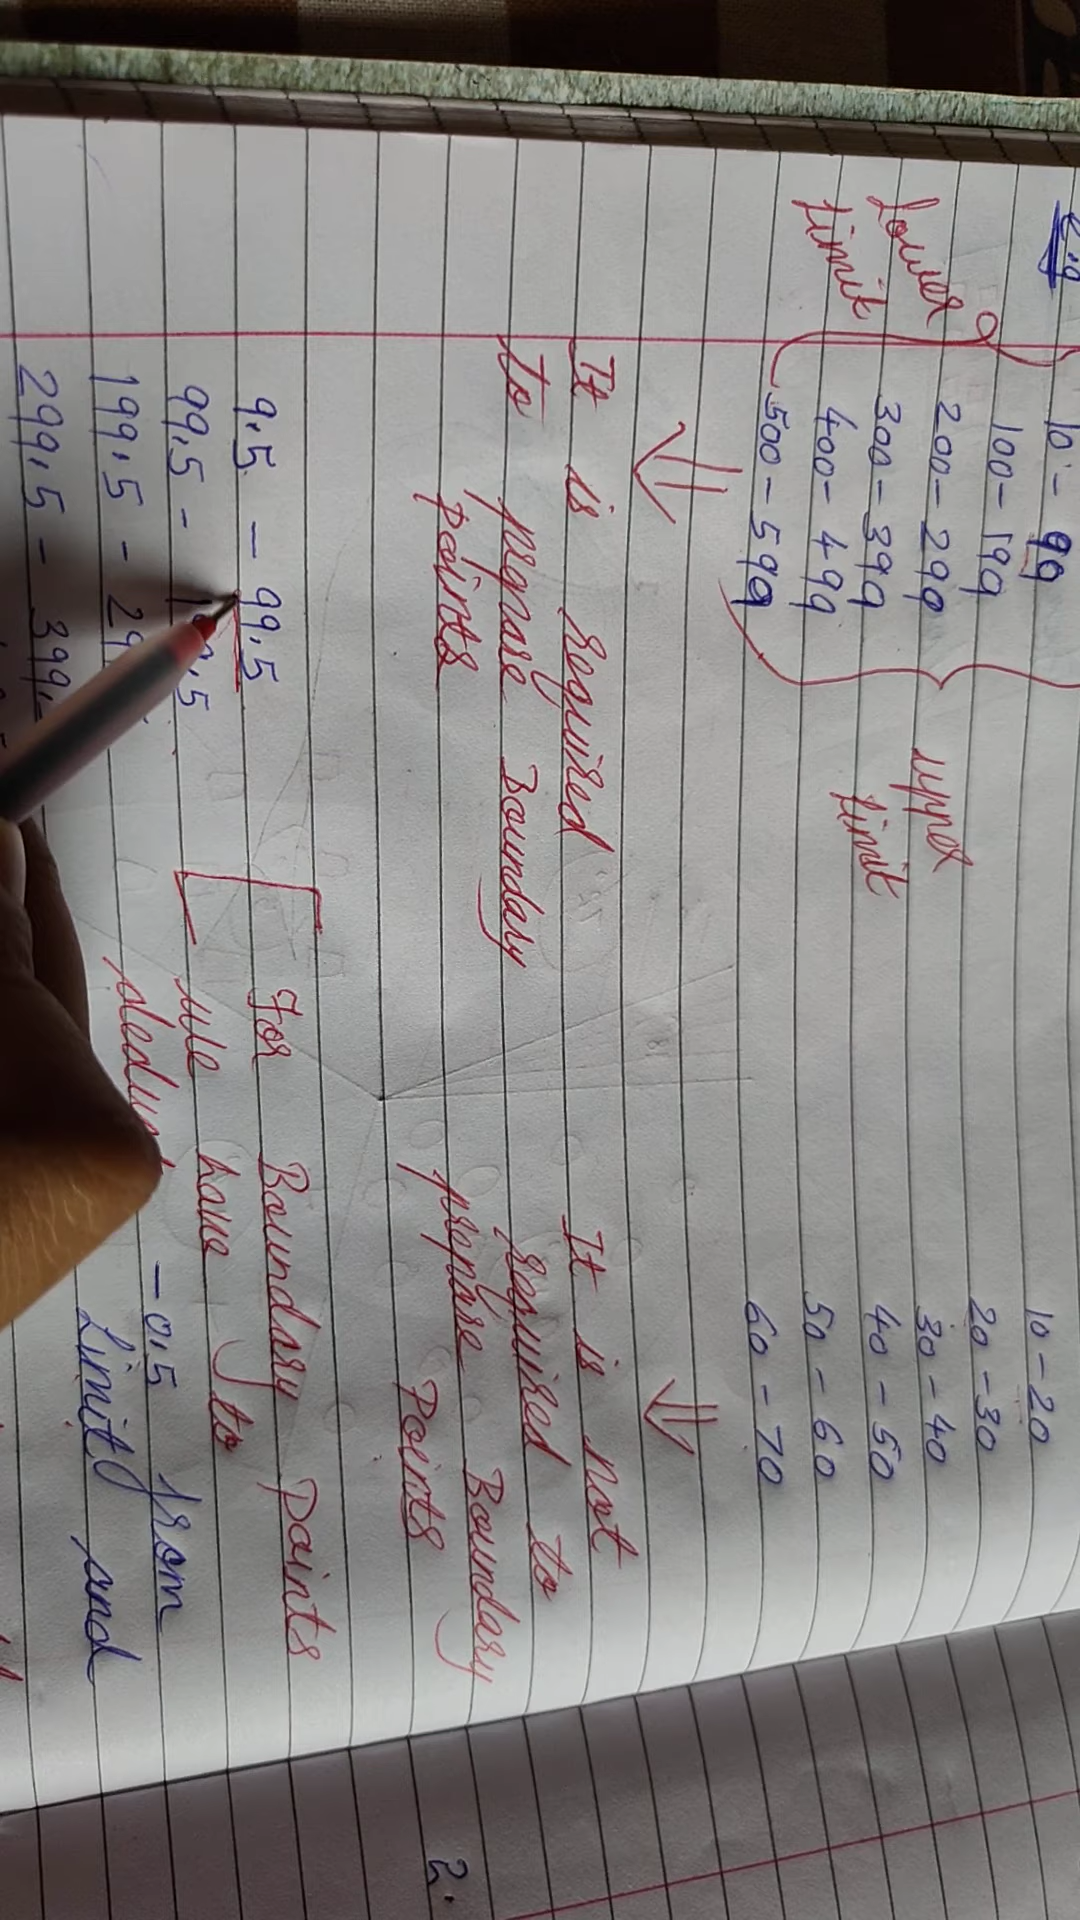 e.g
10 - 99 10 - 20
100 - 199 20 - 30
200 - 299 30 - 40
300 - 399 40 - 50
400 - 499 50 - 60
500 - 599 60 - 70
Lower
Limit
upper
limit
It is Required
to prepare Boundary
points
It is not
required to
prepare Boundary
Points
9.5 - 99.5
99.5 - .5
199.5 - 29
299.5 - 399.
For Boundary points
we have to
-0.5 from
Limit and
2.